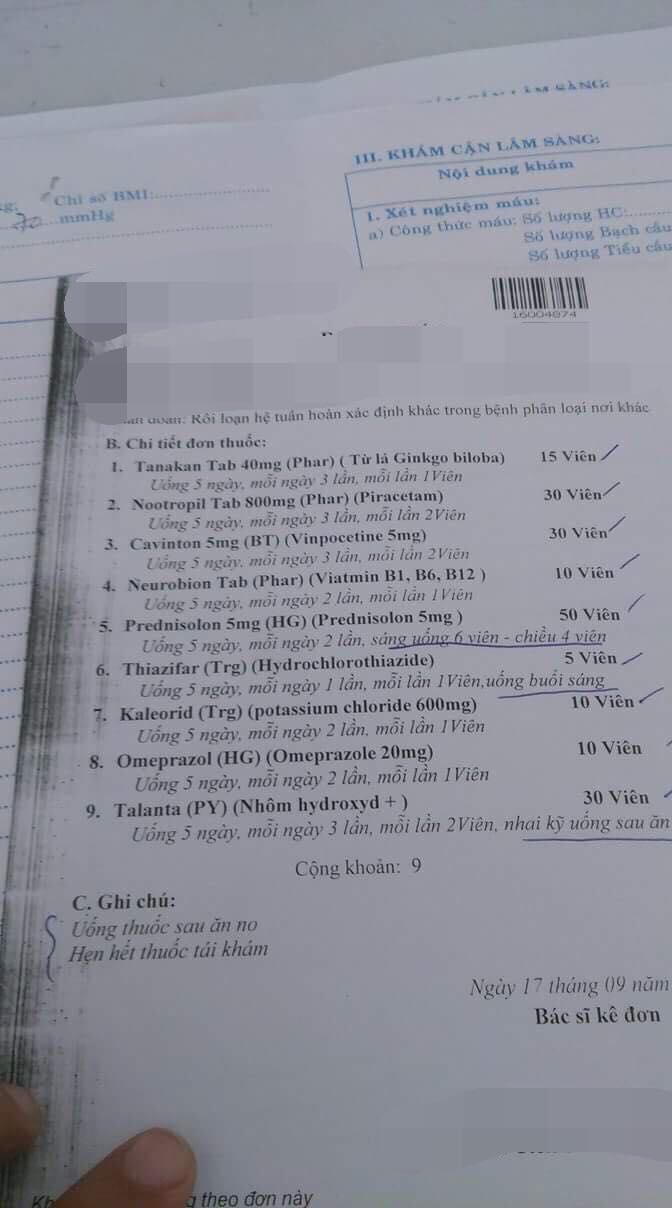 LÂM SÀNG:
III. KHÁM CẬN LÂM SÀNG:
Nội dung khám
Chỉ số BMI:
70 mmHg
1. Xét nghiệm máu:
a) Công thức máu: Số lượng HC:
Số lượng Bạch cầu
Số lượng Tiểu cầu
16004874
đoán: Rối loạn hệ tuần hoàn xác định khác trong bệnh phân loại nơi khác
B. Chi tiết đơn thuốc:
1. Tanakan Tab 40mg (Phar) ( Từ lá Ginkgo biloba) 15 Viên
Uống 5 ngày, mỗi ngày 3 lần, mỗi lần 1Viên
2. Nootropil Tab 800mg (Phar) (Piracetam) 30 Viên
Uống 5 ngày, mỗi ngày 3 lần, mỗi lần 2Viên
3. Cavinton 5mg (BT) (Vinpocetine 5mg) 30 Viên
Uống 5 ngày, mỗi ngày 3 lần, mỗi lần 2Viên
4. Neurobion Tab (Phar) (Viatmin B1, B6, B12 ) 10 Viên
Uống 5 ngày, mỗi ngày 2 lần, mỗi lần 1Viên
5. Prednisolon 5mg (HG) (Prednisolon 5mg ) 50 Viên
Uống 5 ngày, mỗi ngày 2 lần, sáng uống 6 viên - chiều 4 viên
6. Thiazifar (Trg) (Hydrochlorothiazide) 5 Viên
Uống 5 ngày, mỗi ngày 1 lần, mỗi lần 1Viên,uống buổi sáng
7. Kaleorid (Trg) (potassium chloride 600mg) 10 Viên
Uống 5 ngày, mỗi ngày 2 lần, mỗi lần 1Viên
8. Omeprazol (HG) (Omeprazole 20mg) 10 Viên
Uống 5 ngày, mỗi ngày 2 lần, mỗi lần 1Viên
9. Talanta (PY) (Nhôm hydroxyd + ) 30 Viên
Uống 5 ngày, mỗi ngày 3 lần, mỗi lần 2Viên, nhai kỹ uống sau ăn
Cộng khoản: 9
C. Ghi chú:
Uống thuốc sau ăn no
Hẹn hết thuốc tái khám
Ngày 17 tháng 09 năm
Bác sĩ kê đơn
theo đơn này